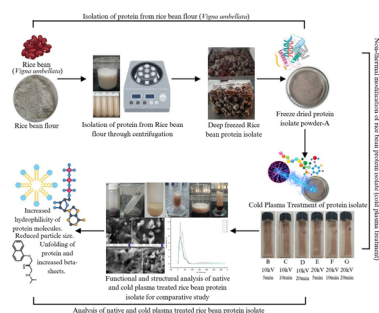 Isolation of protein from rice bean flour (Vigna umbellata)
Rice bean
(Vigna umbellata)
Rice bean flour
Isolation of protein from Rice bean
flour through centrifugation
Deep freezed Rice
bean protein isolate
Freeze dried protein
isolate powder-A
Non-thermal modification of rice bean protein isolate (cold plasma treatment)
Cold Plasma Treatment of protein isolate
B C D E F G
10kV 10kV 10kV 20kV 20kV 20kV
5min 10min 20min 5min 10min 20min
Functional and structural analysis of native
and cold plasma treated rice bean protein
isolate for comparative study
Increased
hydrophilicity of
protein molecules.
Reduced particle size.
Unfolding of
protein and
increased beta-
sheets.
Analysis of native and cold plasma treated rice bean protein isolate